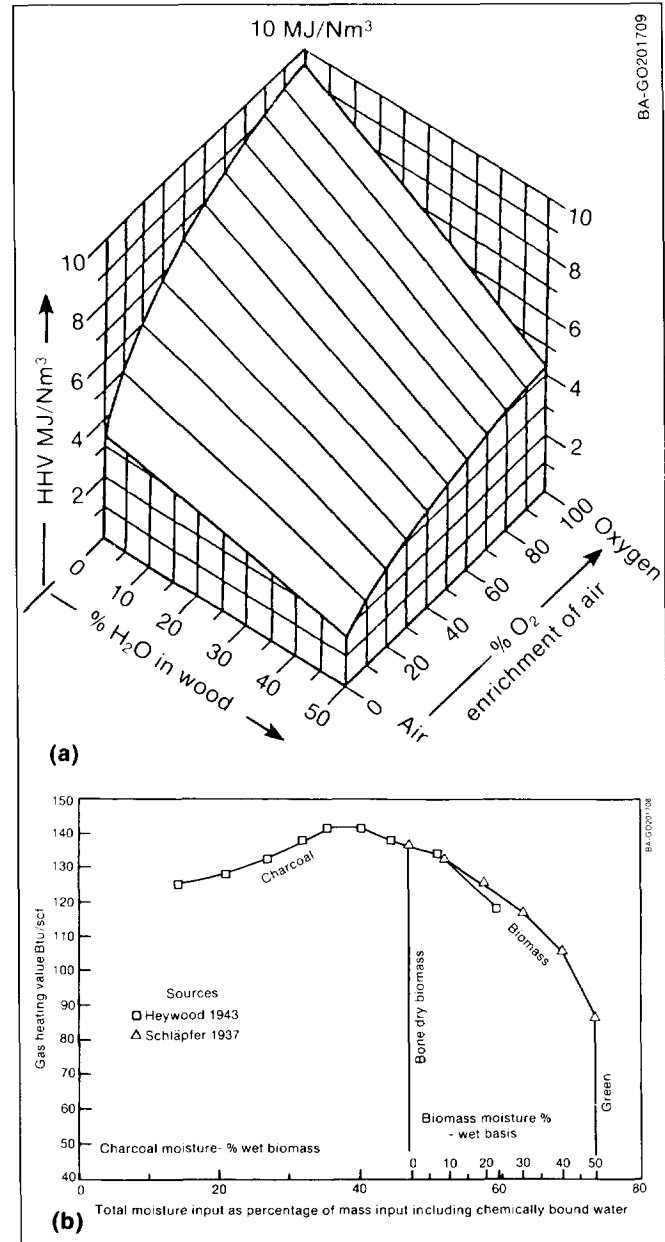 10 MJ/Nm³
BA-GO201709
10
8
6
4
2
0
HHV MJ/Nm³
10
8
6
4
2
0
10
20
30
40
50
% H₂O in wood
0
20
40
60
80
100
Air
Oxygen
% O₂
enrichment of air
(a)
150
140
130
120
110
100
90
80
70
60
50
40
Gas heating value Btu/scf
BA-GO201708
Charcoal
Biomass
Sources
Heywood 1943
Schläpfer 1937
Bone dry biomass
Green
Biomass moisture %
- wet basis
0 10 20 30 40 50
Charcoal moisture- % wet biomass
0 20 40 60 80
(b)
Total moisture input as percentage of mass input including chemically bound water